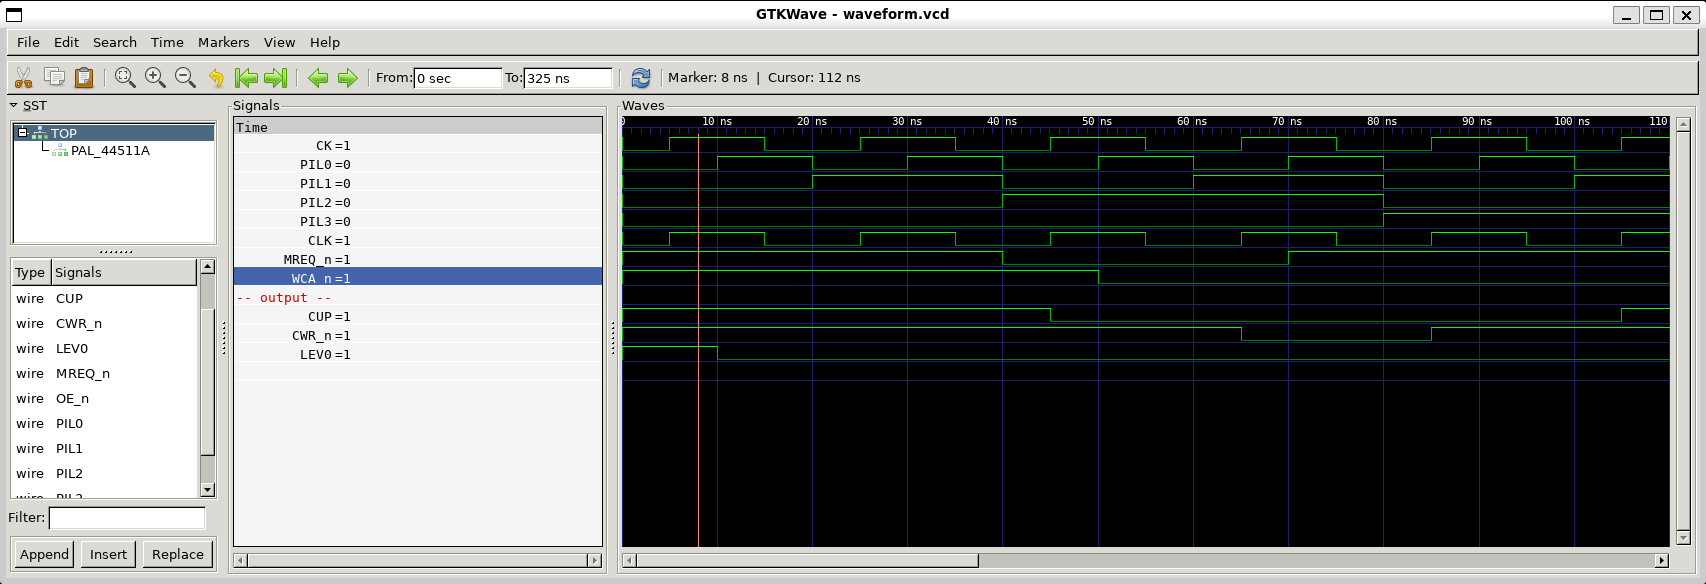 GTKWave - waveform.vcd
File Edit Search Time Markers View Help
From: 0 sec To: 325 ns Marker: 8 ns | Cursor: 112 ns
SST
TOP
PAL_44511A
Type Signals
wire CUP
wire CWR_n
wire LEV0
wire MREQ_n
wire OE_n
wire PIL0
wire PIL1
wire PIL2
Filter:
Append Insert Replace
Signals
Time
CK=1
PIL0=0
PIL1=0
PIL2=0
PIL3=0
CLK=1
MREQ_n=1
WCA_n=1
-- output --
CUP=1
CWR_n=1
LEV0=1
Waves
0 10 ns 20 ns 30 ns 40 ns 50 ns 60 ns 70 ns 80 ns 90 ns 100 ns 110